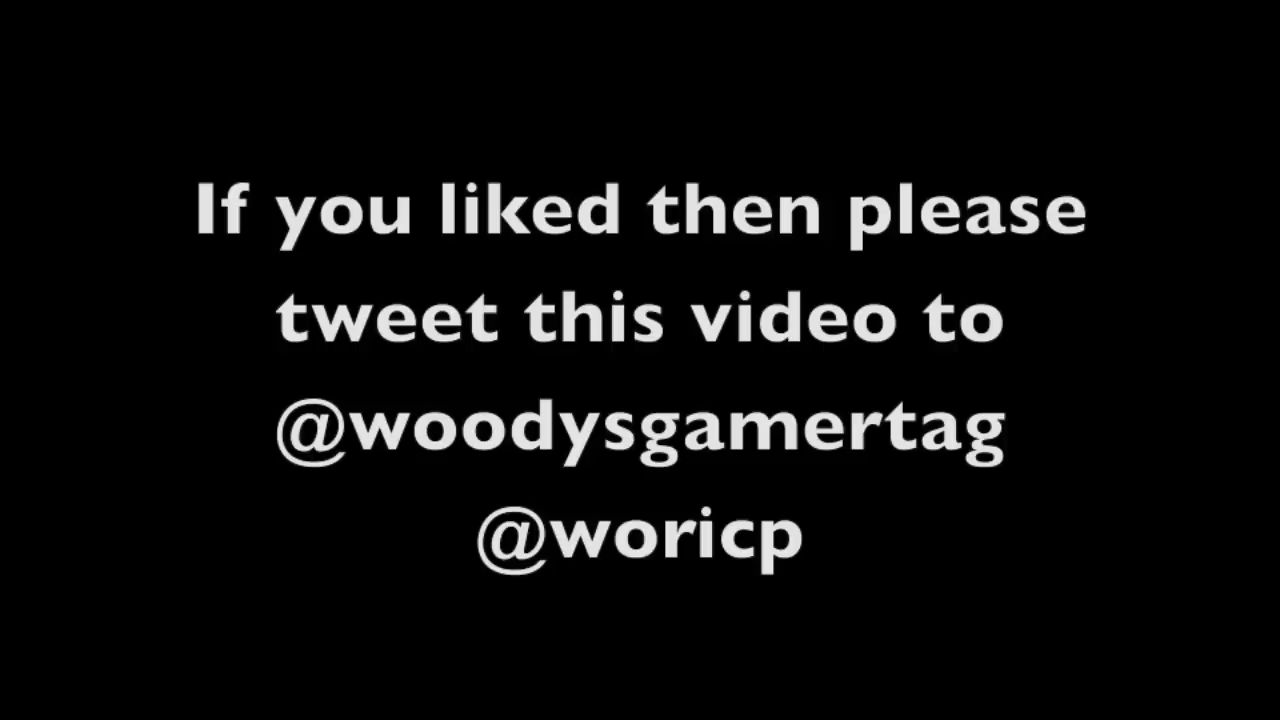 If you liked then please
tweet this video to
@woodysgamertag
@woricp